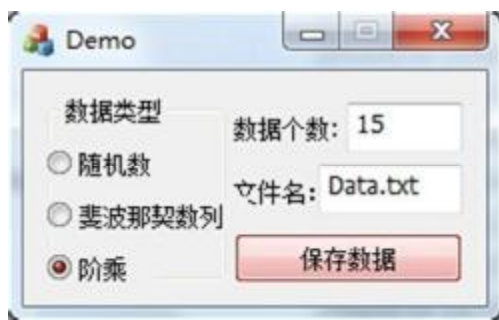 Demo
数据类型
随机数
斐波那契数列
阶乘
数据个数: 15
文件名: Data.txt
保存数据